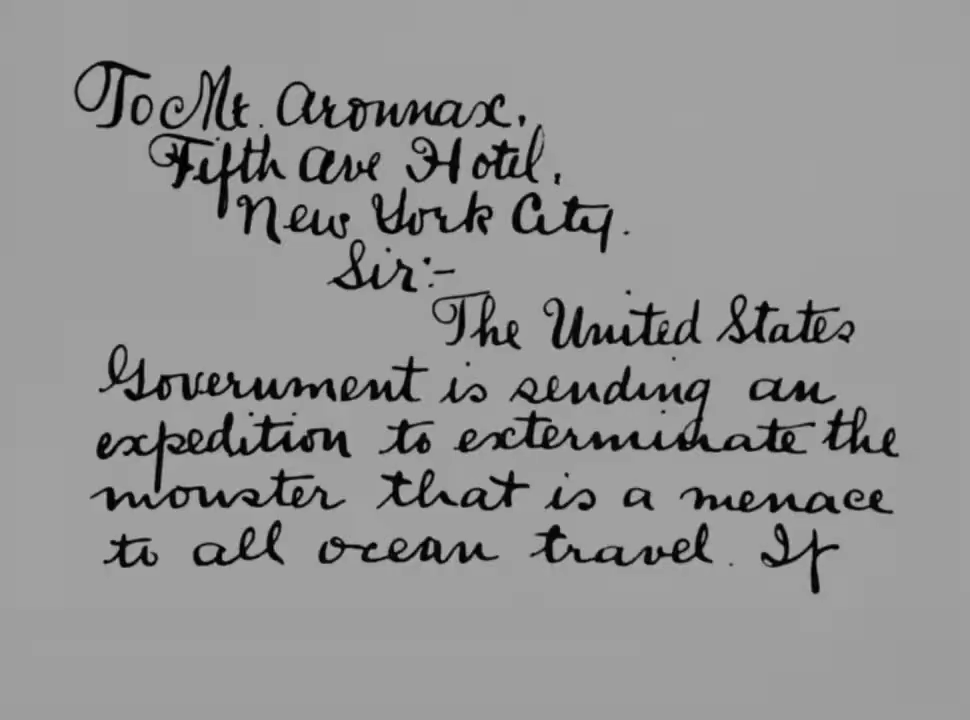 To Mr. Aronnax,
Fifth Ave Hotel,
New York City.
Sir:-
The United States
Government is sending an
expedition to exterminate the
monster that is a menace
to all ocean travel. If